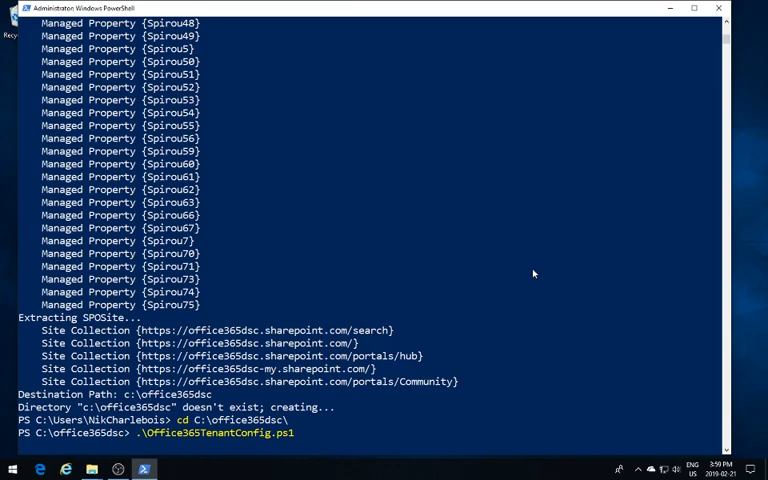 Administrator: Windows PowerShell
Managed Property {Spirou48}
Managed Property {Spirou49}
Managed Property {Spirou5}
Managed Property {Spirou50}
Managed Property {Spirou51}
Managed Property {Spirou52}
Managed Property {Spirou53}
Managed Property {Spirou54}
Managed Property {Spirou55}
Managed Property {Spirou56}
Managed Property {Spirou59}
Managed Property {Spirou60}
Managed Property {Spirou61}
Managed Property {Spirou62}
Managed Property {Spirou63}
Managed Property {Spirou66}
Managed Property {Spirou67}
Managed Property {Spirou7}
Managed Property {Spirou70}
Managed Property {Spirou71}
Managed Property {Spirou73}
Managed Property {Spirou74}
Managed Property {Spirou75}
Extracting SPOSite...
Site Collection {https://office365dsc.sharepoint.com/search}
Site Collection {https://office365dsc.sharepoint.com/}
Site Collection {https://office365dsc.sharepoint.com/portals/hub}
Site Collection {https://office365dsc-my.sharepoint.com/}
Site Collection {https://office365dsc.sharepoint.com/portals/Community}
Destination Path: c:\office365dsc
Directory "c:\office365dsc" doesn't exist; creating...
PS C:\Users\NikCharlebois> cd C:\office365dsc\
PS C:\office365dsc> .\Office365TenantConfig.ps1
Recy
ENG
US
3:59 PM
2019-02-21